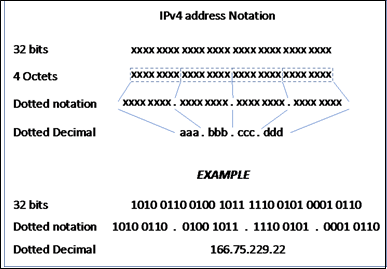 IPv4 address Notation
32 bits xxxx xxxx xxxx xxxx xxxx xxxx xxxx xxxx
4 Octets xxxx xxxx xxxx xxxx xxxx xxxx xxxx xxxx
Dotted notation xxxx xxxx . xxxx xxxx . xxxx xxxx . xxxx xxxx
Dotted Decimal aaa . bbb . ccc . ddd
EXAMPLE
32 bits 1010 0110 0100 1011 1110 0101 0001 0110
Dotted notation 1010 0110 . 0100 1011 . 1110 0101 . 0001 0110
Dotted Decimal 166.75.229.22